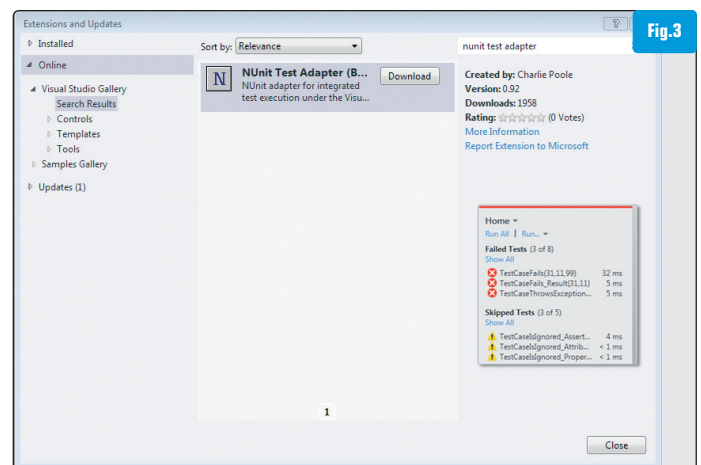 Extensions and Updates
?
Fig.3
Installed
Online
Visual Studio Gallery
Search Results
Controls
Templates
Tools
Samples Gallery
Updates (1)
Sort by: Relevance
N
NUnit Test Adapter (B...
Download
NUnit adapter for integrated
test execution under the Visu...
1
nunit test adapter
Created by: Charlie Poole
Version: 0.92
Downloads: 1958
Rating: (0 Votes)
More Information
Report Extension to Microsoft
Home
Run All | Run...
Failed Tests (3 of 8)
Show All
TestCaseFails(31,11,99) 32 ms
TestCaseFails_Result(31,11) 5 ms
TestCaseThrowsException... 5 ms
Skipped Tests (3 of 5)
Show All
TestCaseIsIgnored_Assert... 4 ms
TestCaseIsIgnored_Attrib... < 1 ms
TestCaseIsIgnored_Proper... < 1 ms
Close